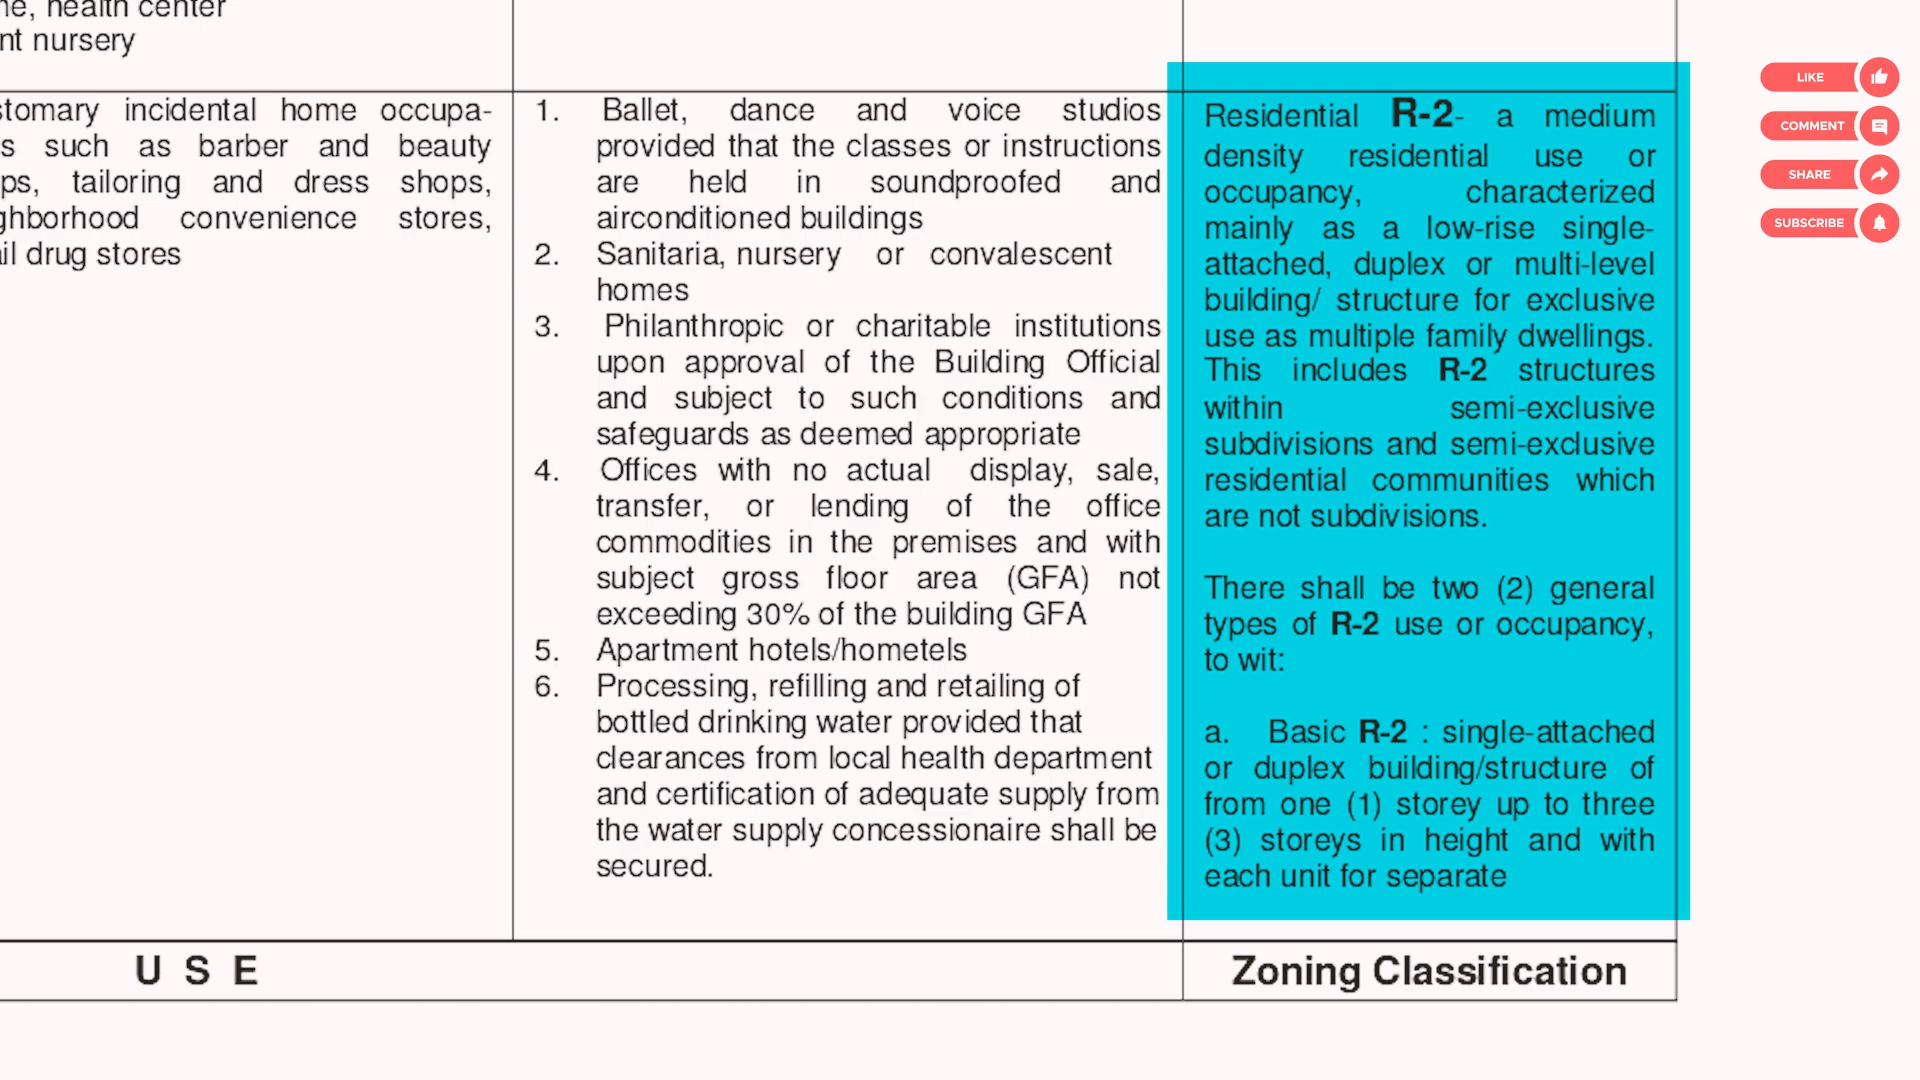 health center
nursery
incidental home occupa-
such as barber and beauty
tailoring and dress shops,
convenience stores,
drug stores
1. Ballet, dance and voice studios
provided that the classes or instructions
are held in soundproofed and
airconditioned buildings
2. Sanitaria, nursery or convalescent
homes
3. Philanthropic or charitable institutions
upon approval of the Building Official
and subject to such conditions and
safeguards as deemed appropriate
4. Offices with no actual display, sale,
transfer, or lending of the office
commodities in the premises and with
subject gross floor area (GFA) not
exceeding 30% of the building GFA
5. Apartment hotels/hometels
6. Processing, refilling and retailing of
bottled drinking water provided that
clearances from local health department
and certification of adequate supply from
the water supply concessionaire shall be
secured.
Residential R-2- a medium
density residential use or
occupancy, characterized
mainly as a low-rise single-
attached, duplex or multi-level
building/ structure for exclusive
use as multiple family dwellings.
This includes R-2 structures
within semi-exclusive
subdivisions and semi-exclusive
residential communities which
are not subdivisions.
There shall be two (2) general
types of R-2 use or occupancy,
to wit:
a. Basic R-2 : single-attached
or duplex building/structure of
from one (1) storey up to three
(3) storeys in height and with
each unit for separate
U S E
Zoning Classification
LIKE
COMMENT
SHARE
SUBSCRIBE